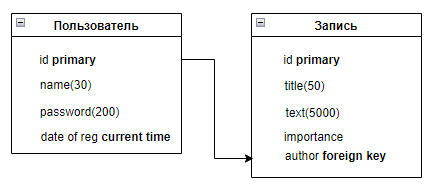 Пользователь
id primary
name(30)
password(200)
date of reg current time
Запись
id primary
title(50)
text(5000)
importance
author foreign key